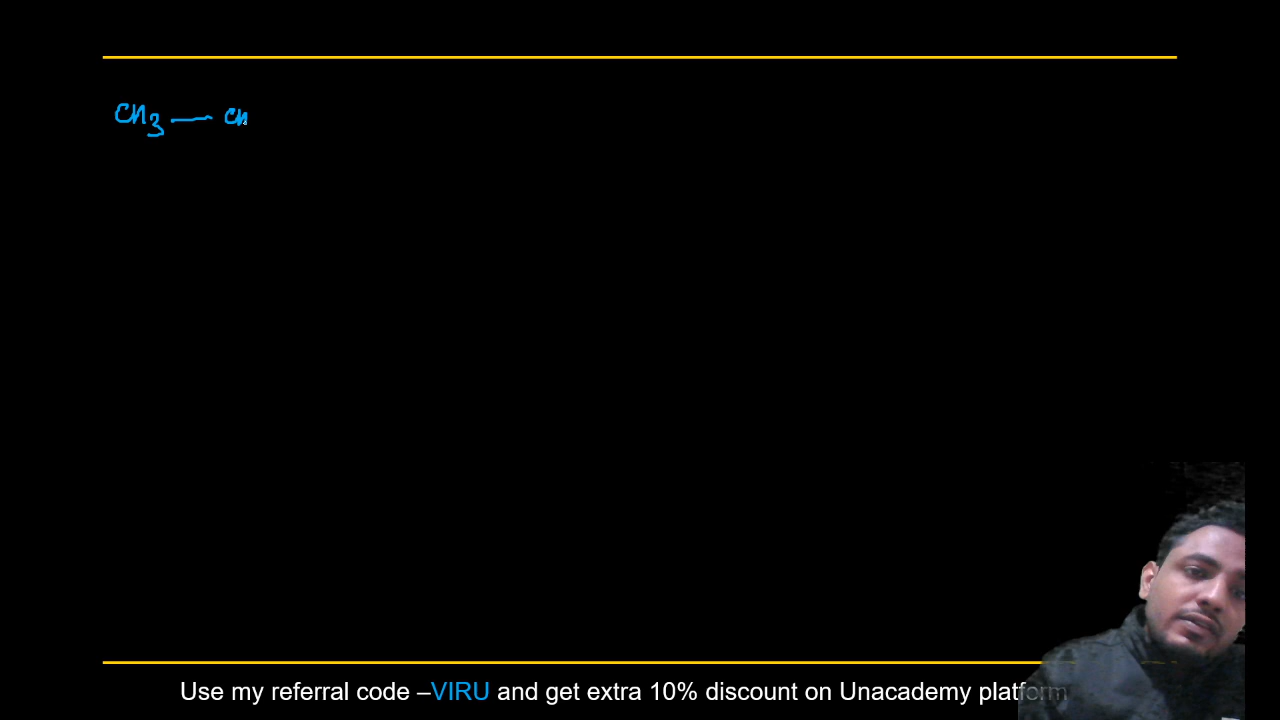 CH3 — CH
Use my referral code –VIRU and get extra 10% discount on Unacademy platform